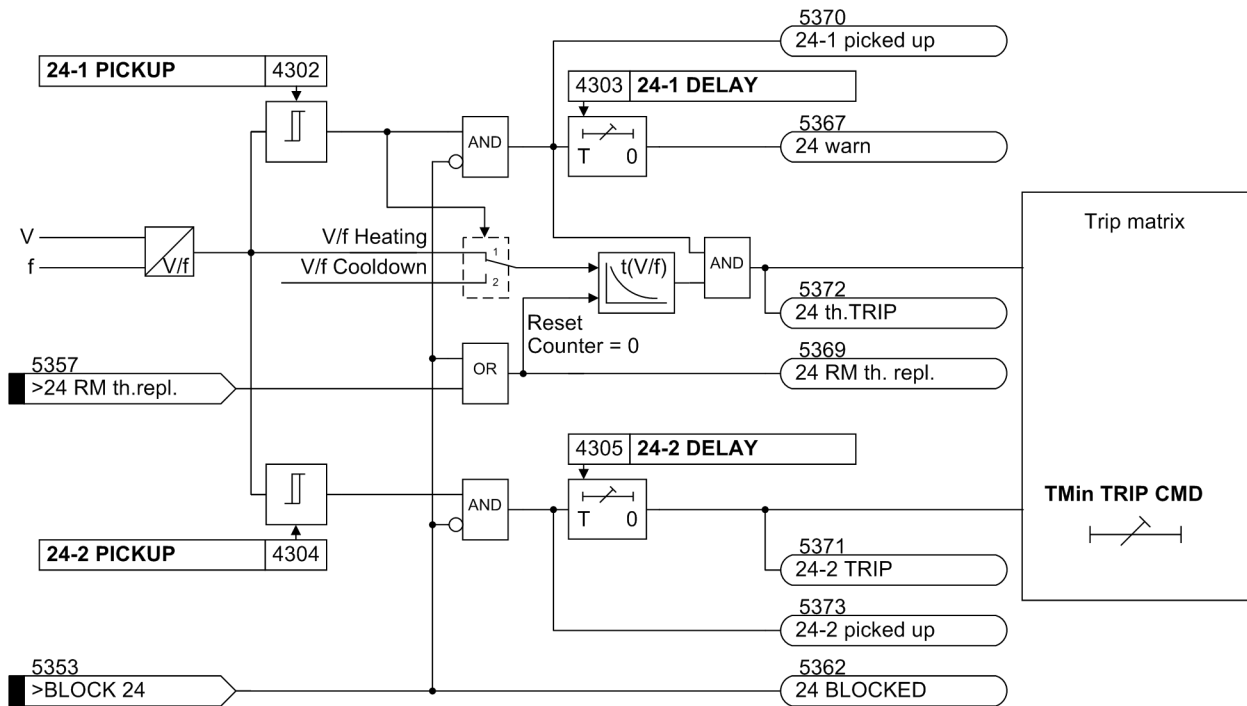 5370
24-1 picked up
24-1 PICKUP 4302
4303 24-1 DELAY
5367
24 warn
AND
T 0
Trip matrix
V
f
V/f
V/f Heating
V/f Cooldown
1
2
t(V/f)
AND
5372
24 th.TRIP
Reset
Counter = 0
5357
>24 RM th.repl.
OR
5369
24 RM th. repl.
4305 24-2 DELAY
AND
T 0
TMin TRIP CMD
24-2 PICKUP 4304
5371
24-2 TRIP
5373
24-2 picked up
5353
>BLOCK 24
5362
24 BLOCKED